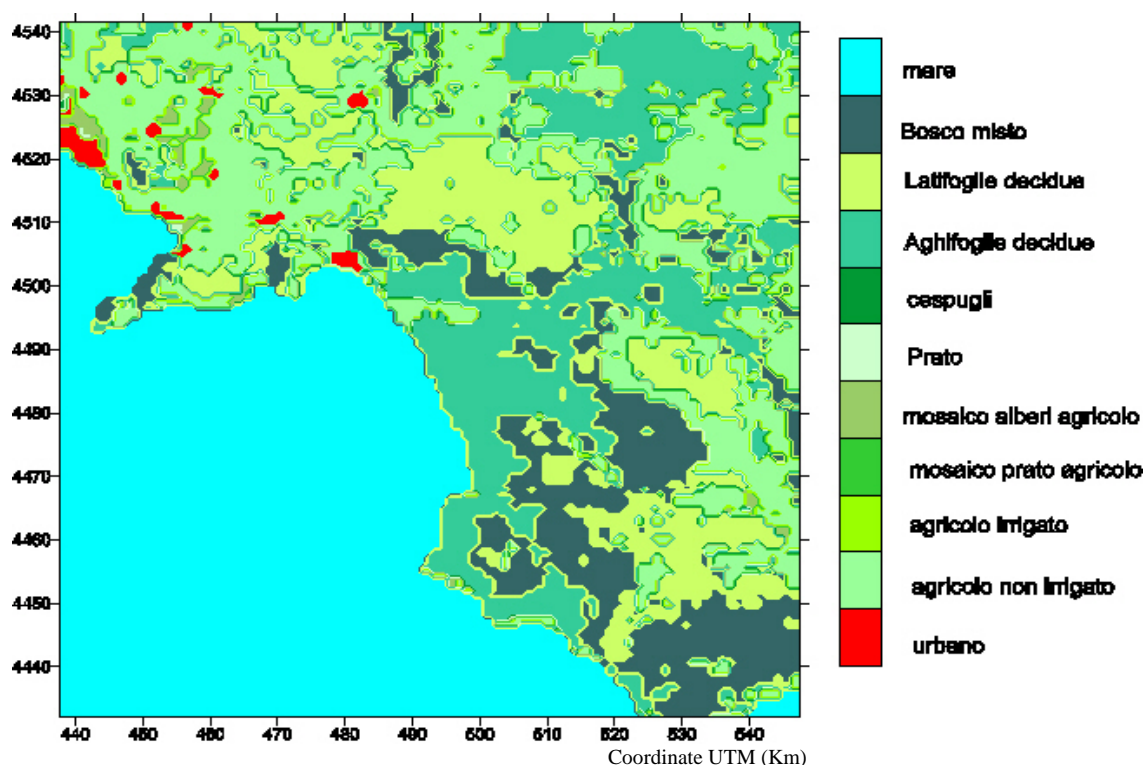 4540
4530
4520
4510
4500
4490
4480
4470
4460
4450
4440
440 450 460 470 480 490 500 510 520 530 540
Coordinate UTM (Km)
mare
Bosco misto
Latifoglie decidue
Aghifoglie decidue
cespugli
Prato
mosaico alberi agricolo
mosaico prato agricolo
agricolo irrigato
agricolo non irrigato
urbano